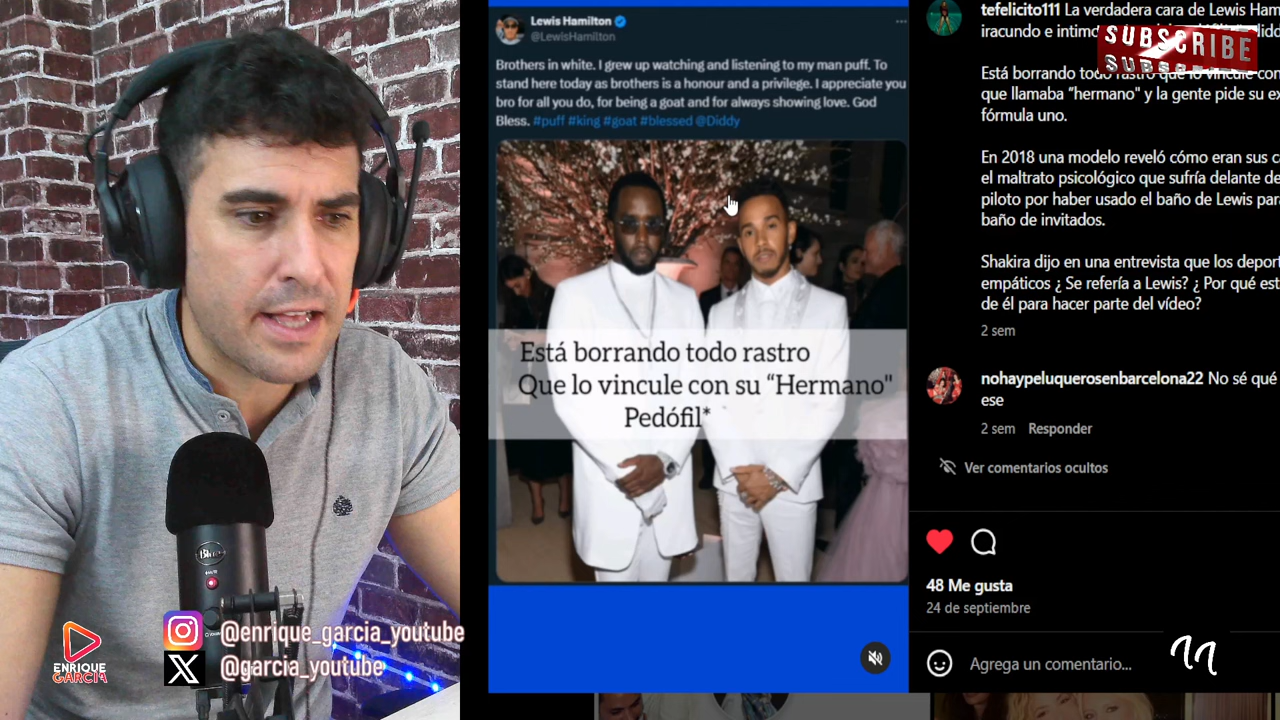 Lewis Hamilton
@LewisHamilton
Brothers in white. I grew up watching and listening to my man puff. To
stand here today as brothers is a honour and a privilege. I appreciate you
bro for all you do, for being a goat and for always showing love. God
Bless. #puff #king #goat #blessed @Diddy
Está borrando todo rastro
Que lo vincule con su “Hermano"
Pedófil*
tefelicito111 La verdadera cara de Lewis Ham
iracundo e intimo
SUBSCRIBE
Está borrando todo rastro que lo vincule con
que llamaba “hermano" y la gente pide su ex
fórmula uno.
En 2018 una modelo reveló cómo eran sus c
el maltrato psicológico que sufría delante de
piloto por haber usado el baño de Lewis para
baño de invitados.
Shakira dijo en una entrevista que los deport
empáticos ¿ Se refería a Lewis? ¿ Por qué est
de él para hacer parte del vídeo?
2 sem
nohaypeluquerosenbarcelona22 No sé qué
ese
2 sem Responder
Ver comentarios ocultos
48 Me gusta
24 de septiembre
Agrega un comentario...
Blue
ENRIQUE
GARCIA
@enrique_garcia_youtube
@garcia_youtube